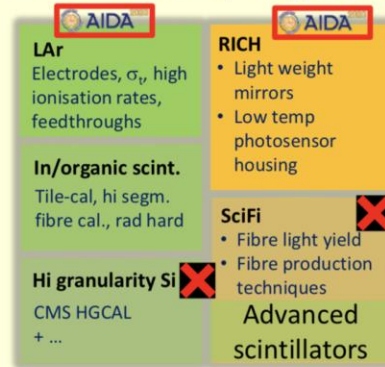 AIDA
LAr
Electrodes, σt, high
ionisation rates,
feedthroughs
In/organic scint.
Tile-cal, hi segm.
fibre cal., rad hard
Hi granularity Si
CMS HGCAL
+ ...
AIDA
RICH
• Light weight
mirrors
• Low temp
photosensor
housing
SciFi
• Fibre light yield
• Fibre production
techniques
Advanced
scintillators